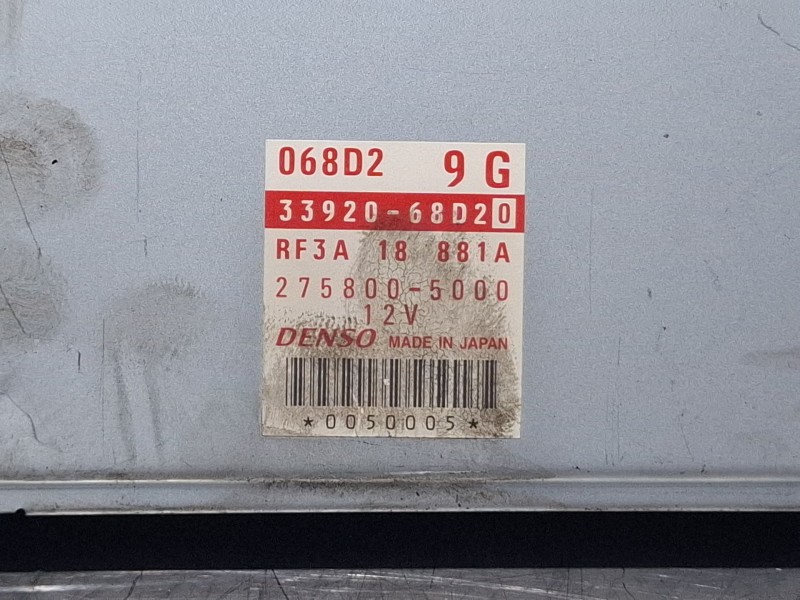 068D2 9G
33920-68D20
RF3A 18 881A
275800-5000
12V
DENSO MADE IN JAPAN
*0050005*